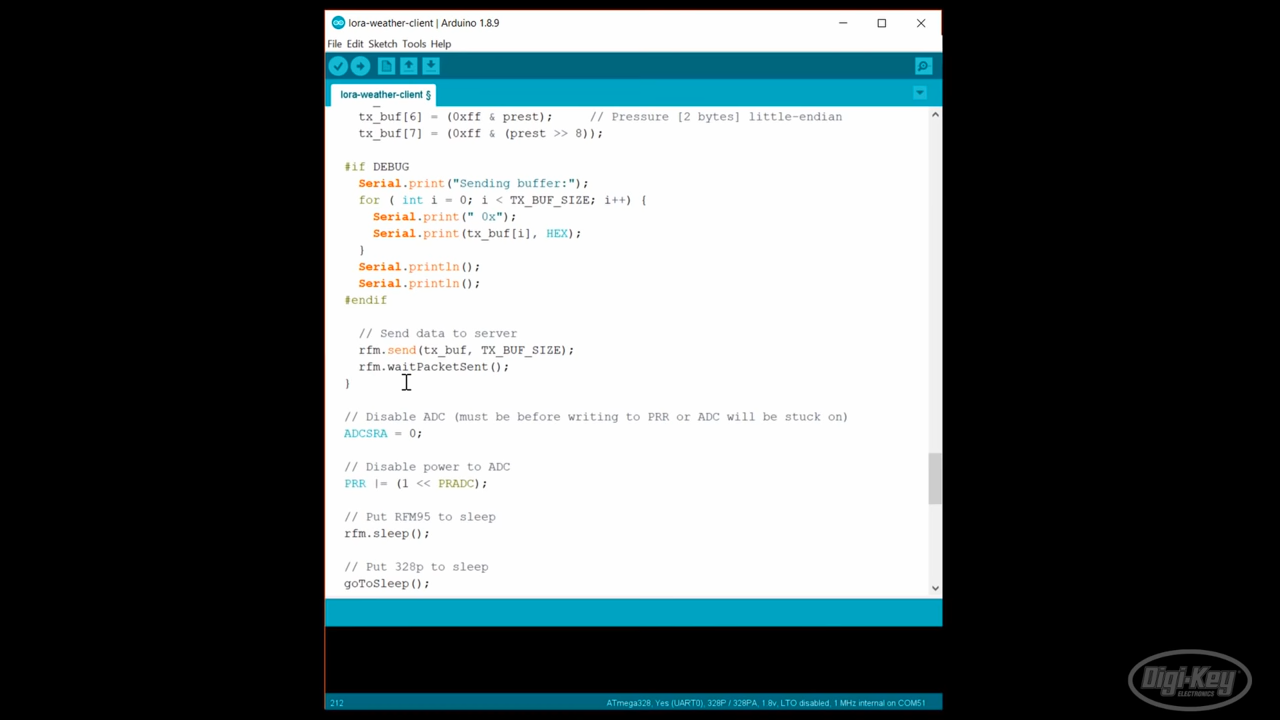 lora-weather-client | Arduino 1.8.9
File Edit Sketch Tools Help
lora-weather-client §
tx_buf[6] = (0xff & prest);     // Pressure [2 bytes] little-endian
tx_buf[7] = (0xff & (prest >> 8));
#if DEBUG
Serial.print("Sending buffer:");
for ( int i = 0; i < TX_BUF_SIZE; i++) {
Serial.print(" 0x");
Serial.print(tx_buf[i], HEX);
}
Serial.println();
Serial.println();
#endif
// Send data to server
rfm.send(tx_buf, TX_BUF_SIZE);
rfm.waitPacketSent();
}
// Disable ADC (must be before writing to PRR or ADC will be stuck on)
ADCSRA = 0;
// Disable power to ADC
PRR |= (1 << PRADC);
// Put RFM95 to sleep
rfm.sleep();
// Put 328p to sleep
goToSleep();
212
ATmega328, Yes (UART0), 328P / 328PA, 1.8v, LTO disabled, 1 MHz internal on COM51
Digi-Key
ELECTRONICS